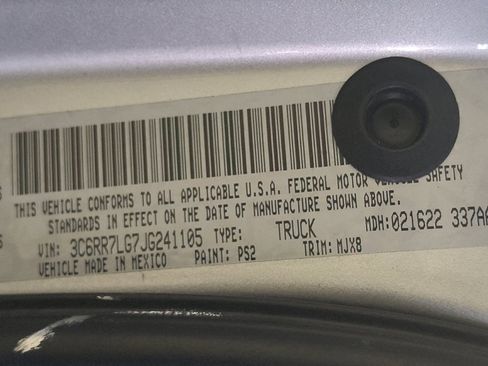 THIS VEHICLE CONFORMS TO ALL APPLICABLE U.S.A. FEDERAL MOTOR VEHICLE SAFETY
STANDARDS IN EFFECT ON THE DATE OF MANUFACTURE SHOWN ABOVE.
VIN: 3C6RR7LG7JG241105 TYPE: TRUCK MDH:021622 337AA
VEHICLE MADE IN MEXICO PAINT: PS2 TRIM: MJX8